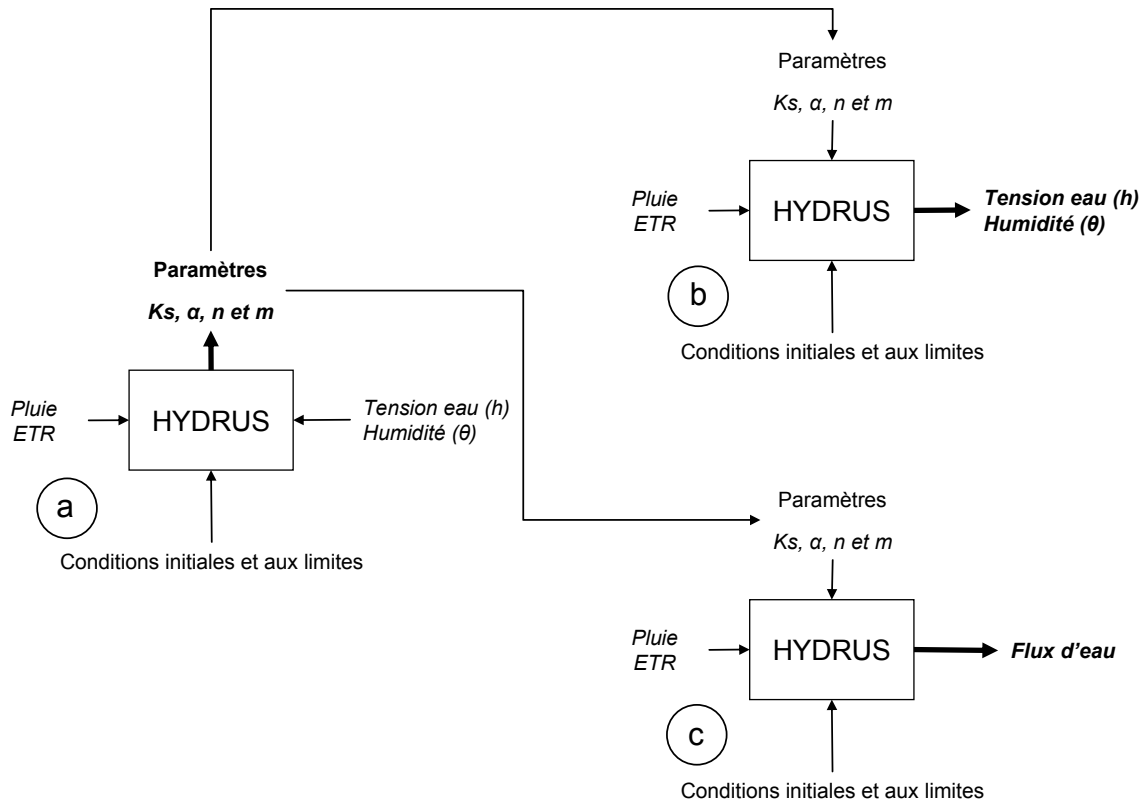 Paramètres
Ks, α, n et m
Pluie
ETR
HYDRUS
Tension eau (h)
Humidité (θ)
b
Conditions initiales et aux limites
Paramètres
Ks, α, n et m
Pluie
ETR
HYDRUS
Tension eau (h)
Humidité (θ)
a
Conditions initiales et aux limites
Paramètres
Ks, α, n et m
Pluie
ETR
HYDRUS
Flux d'eau
c
Conditions initiales et aux limites